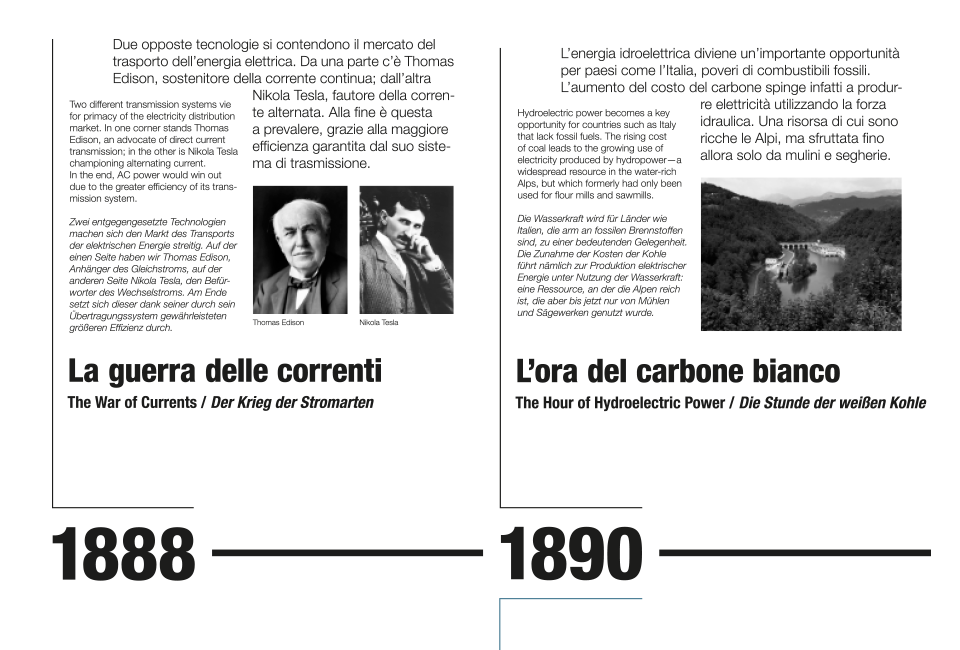 Due opposte tecnologie si contendono il mercato del
trasporto dell'energia elettrica. Da una parte c'è Thomas
Edison, sostenitore della corrente continua; dall'altra
Nikola Tesla, fautore della corren-
te alternata. Alla fine è questa
a prevalere, grazie alla maggiore
efficienza garantita dal suo siste-
ma di trasmissione.
Two different transmission systems vie
for primacy of the electricity distribution
market. In one corner stands Thomas
Edison, an advocate of direct current
transmission; in the other is Nikola Tesla
championing alternating current.
In the end, AC power would win out
due to the greater efficiency of its trans-
mission system.
Zwei entgegengesetzte Technologien
machen sich den Markt des Transports
der elektrischen Energie streitig. Auf der
einen Seite haben wir Thomas Edison,
Anhänger des Gleichstroms, auf der
anderen Seite Nikola Tesla, den Befür-
worter des Wechselstroms. Am Ende
setzt sich dieser dank seiner durch sein
Übertragungssystem gewährleisteten
größeren Effizienz durch.
Thomas Edison
Nikola Tesla
La guerra delle correnti
The War of Currents / Der Krieg der Stromarten
1888
L'energia idroelettrica diviene un'importante opportunità
per paesi come l'Italia, poveri di combustibili fossili.
L'aumento del costo del carbone spinge infatti a produr-
re elettricità utilizzando la forza
idraulica. Una risorsa di cui sono
ricche le Alpi, ma sfruttata fino
allora solo da mulini e segherie.
Hydroelectric power becomes a key
opportunity for countries such as Italy
that lack fossil fuels. The rising cost
of coal leads to the growing use of
electricity produced by hydropower—a
widespread resource in the water-rich
Alps, but which formerly had only been
used for flour mills and sawmills.
Die Wasserkraft wird für Länder wie
Italien, die arm an fossilen Brennstoffen
sind, zu einer bedeutenden Gelegenheit.
Die Zunahme der Kosten der Kohle
führt nämlich zur Produktion elektrischer
Energie unter Nutzung der Wasserkraft:
eine Ressource, an der die Alpen reich
ist, die aber bis jetzt nur von Mühlen
und Sägewerken genutzt wurde.
L'ora del carbone bianco
The Hour of Hydroelectric Power / Die Stunde der weißen Kohle
1890